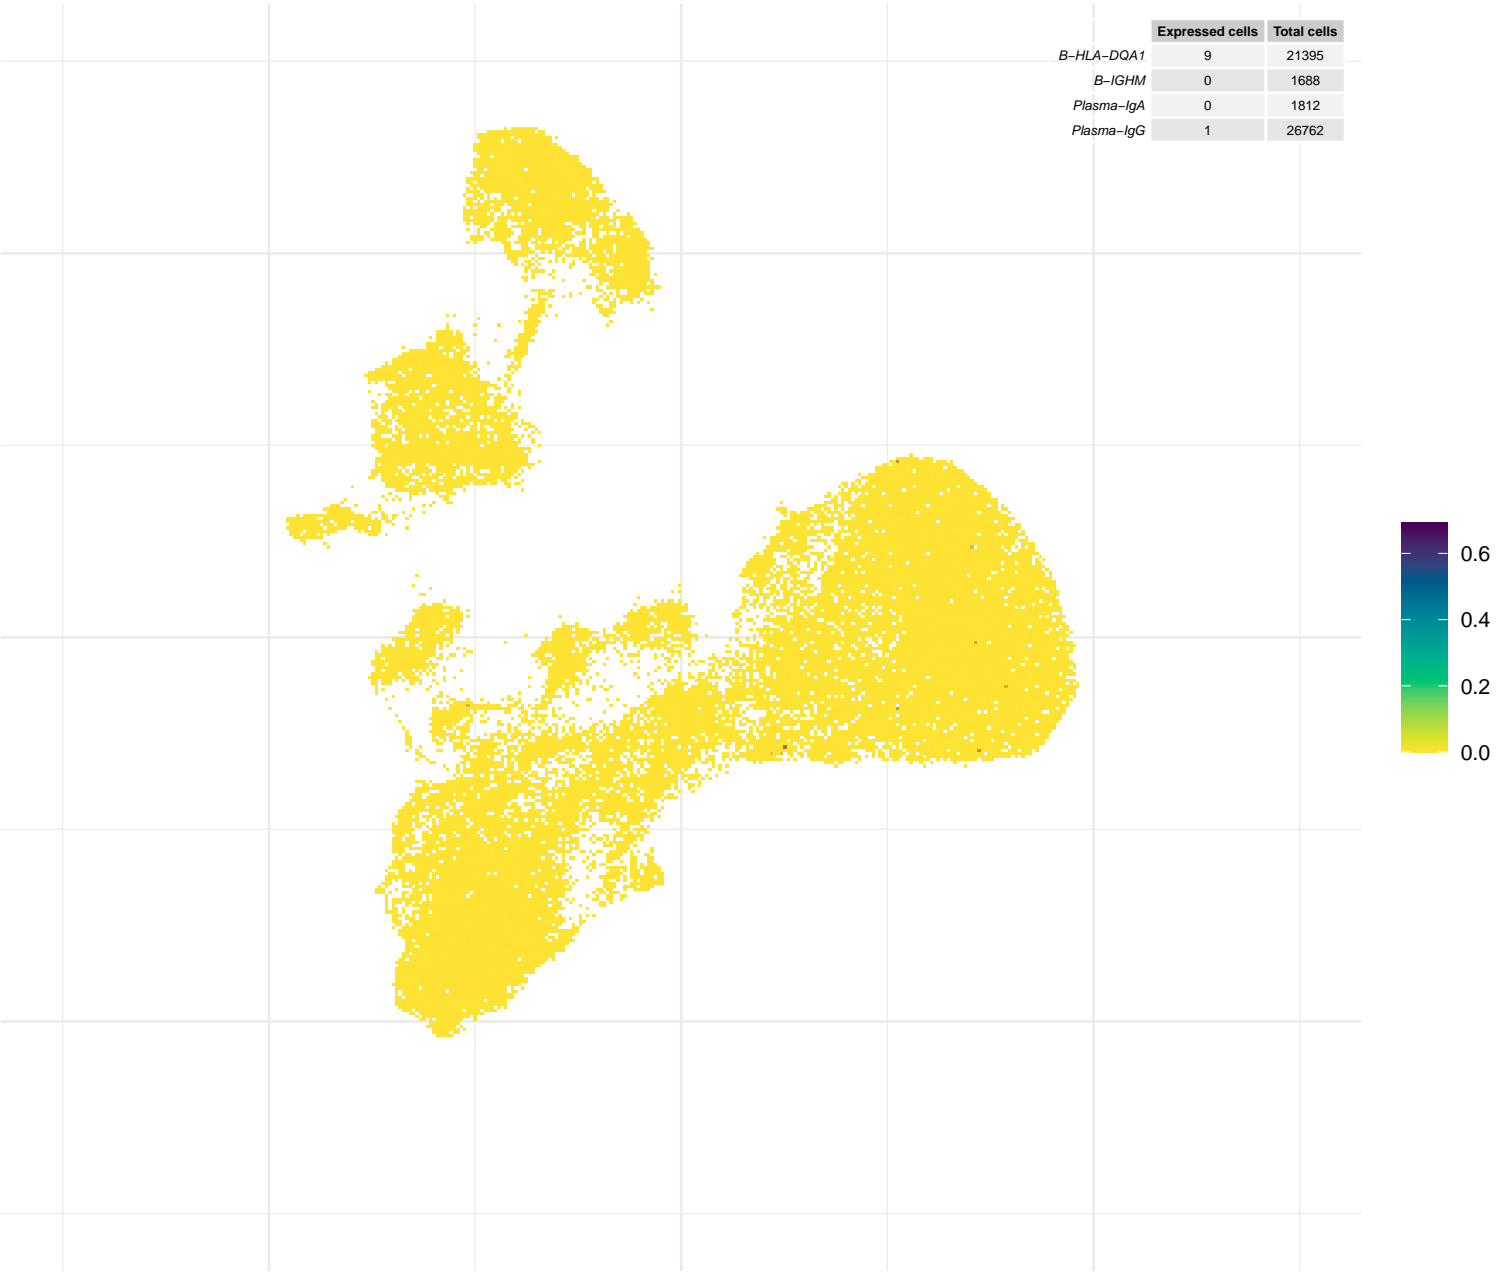 Expressed cells Total cells
B−HLA−DQA1 9 21395
B−IGHM 0 1688
Plasma−IgA 0 1812
Plasma−IgG 1 26762
0.6
0.4
0.2
0.0